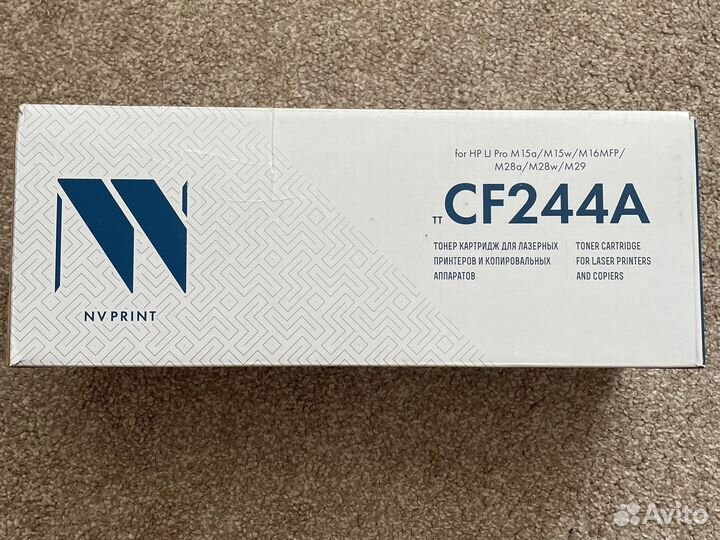 for HP LJ Pro M15a/M15w/M16MFP/
M28a/M28w/M29
TT CF244A
ТОНЕР КАРТРИДЖ ДЛЯ ЛАЗЕРНЫХ
ПРИНТЕРОВ И КОПИРОВАЛЬНЫХ
АППАРАТОВ
TONER CARTRIDGE
FOR LASER PRINTERS
AND COPIERS
NV PRINT
Avito